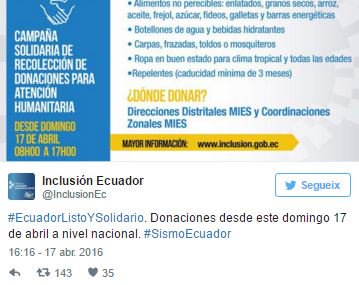 • Alimentos no perecibles: enlatados, granos secos, arroz,
aceite, frejol, azúcar, fideos, galletas y barras energéticas
• Botellones de agua y bebidas hidratantes
• Carpas, frazadas, toldos o mosquiteros
• Ropa en buen estado para clima tropical y todas las edades
•Repelentes (caducidad mínima de 3 meses)
CAMPAÑA
SOLIDARIA DE
RECOLECCIÓN DE
DONACIONES PARA
ATENCIÓN
HUMANITARIA
DESDE DOMINGO
17 DE ABRIL
08H00 A 17H00
¿DÓNDE DONAR?
Direcciones Distritales MIES y Coordinaciones
Zonales MIES
MAYOR INFORMACIÓN: www.inclusion.gob.ec
Inclusión Ecuador
@InclusionEc
Segueix
#EcuadorListoYSolidario. Donaciones desde este domingo 17
de abril a nivel nacional. #SismoEcuador
16:16 - 17 abr. 2016
143 35